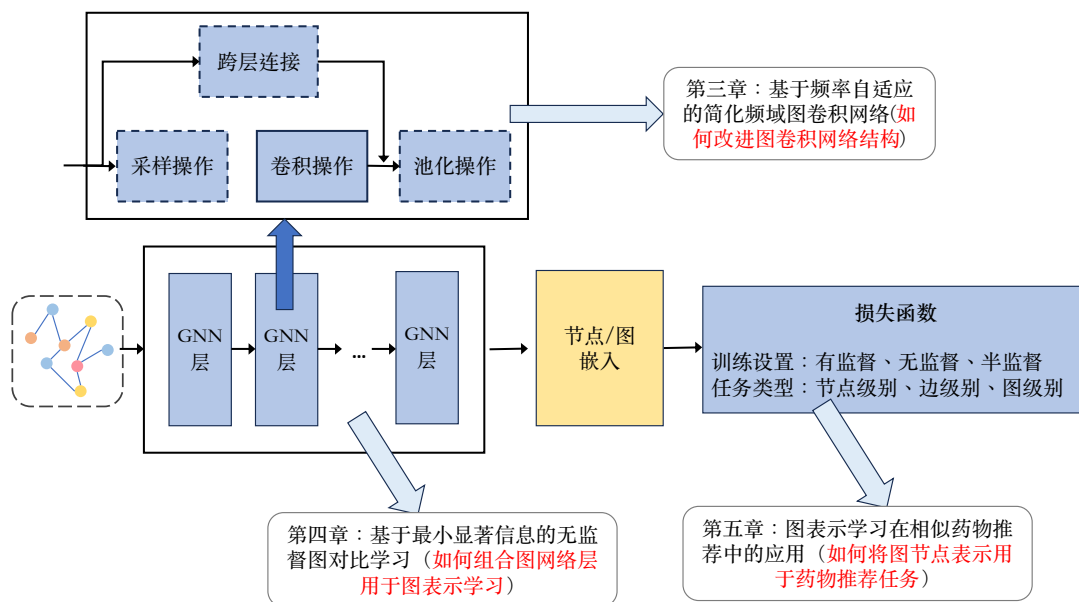 跨层连接
采样操作
卷积操作
池化操作
第三章：基于频率自适应
的简化频域图卷积网络(如
何改进图卷积网络结构)
GNN
层
GNN
层
...
GNN
层
节点/图
嵌入
损失函数
训练设置：有监督、无监督、半监督
任务类型：节点级别、边级别、图级别
第四章：基于最小显著信息的无监
督图对比学习（如何组合图网络层
用于图表示学习）
第五章：图表示学习在相似药物推
荐中的应用（如何将图节点表示用
于药物推荐任务）